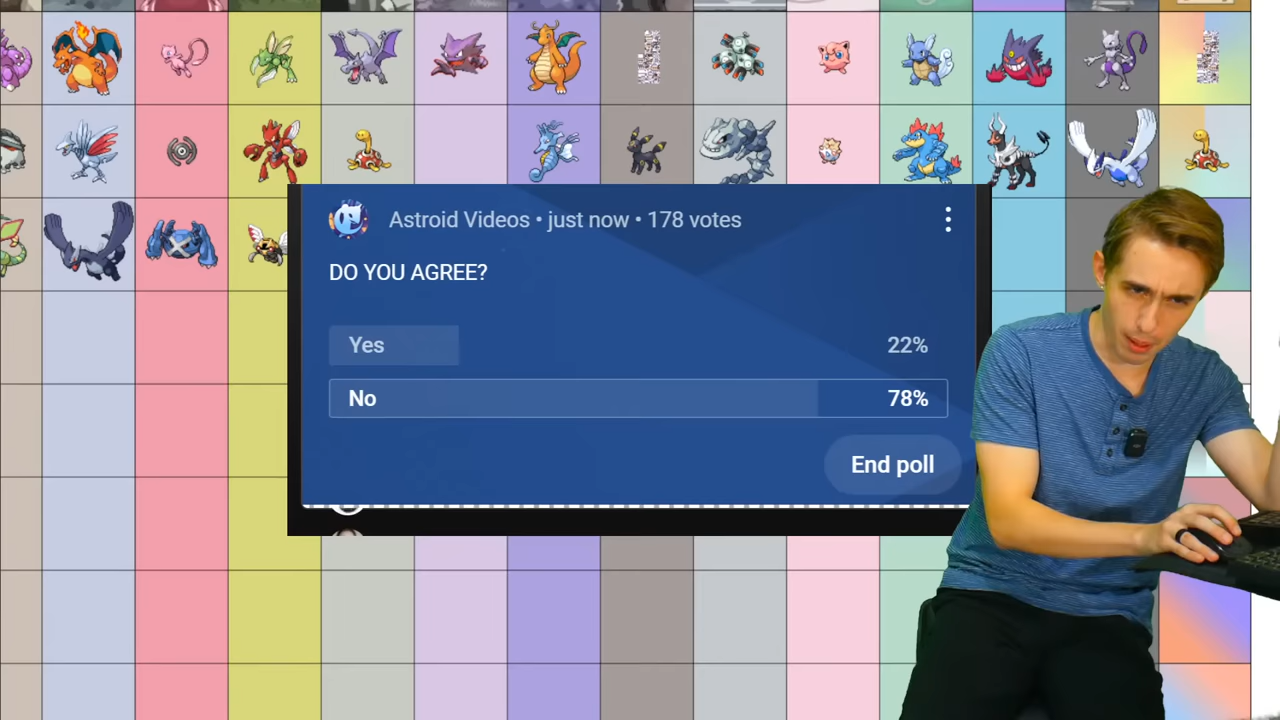 Astroid Videos • just now • 178 votes
DO YOU AGREE?
Yes 22%
No 78%
End poll